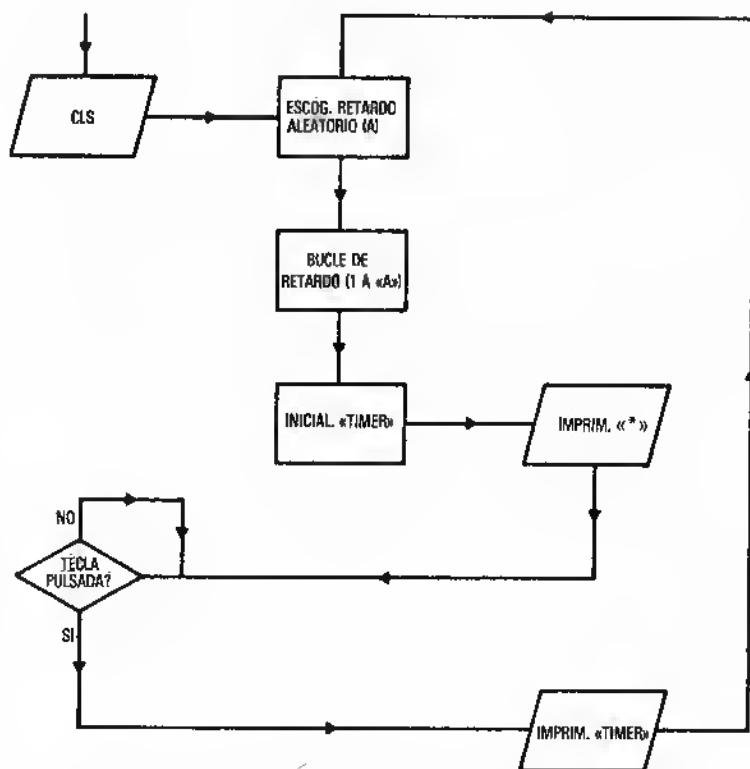 CLS
ESCOG. RETARDO
ALEATORIO (A)
BUCLE DE
RETARDO (1 A «A»)
INICIAL. «TIMER»
IMPRIM. «*»
NO
TECLA
PULSADA?
SI
IMPRIM. «TIMER»